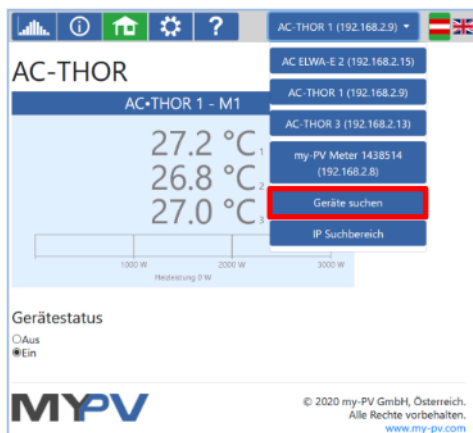 ?
AC-THOR 1 (192.168.2.9)
AC ELWA-E 2 (192.168.2.15)
AC-THOR 1 (192.168.2.9)
AC-THOR 3 (192.168.2.13)
my-PV Meter 1438514
(192.168.2.8)
Geräte suchen
IP Suchbereich
AC-THOR
AC•THOR 1 - M1
27.2 °C 1
26.8 °C 2
27.0 °C 3
1000 W 2000 W 3000 W
Heizleistung 0 W
Gerätestatus
Aus
Ein
MYPV
© 2020 my-PV GmbH, Österreich.
Alle Rechte vorbehalten.
www.my-pv.com